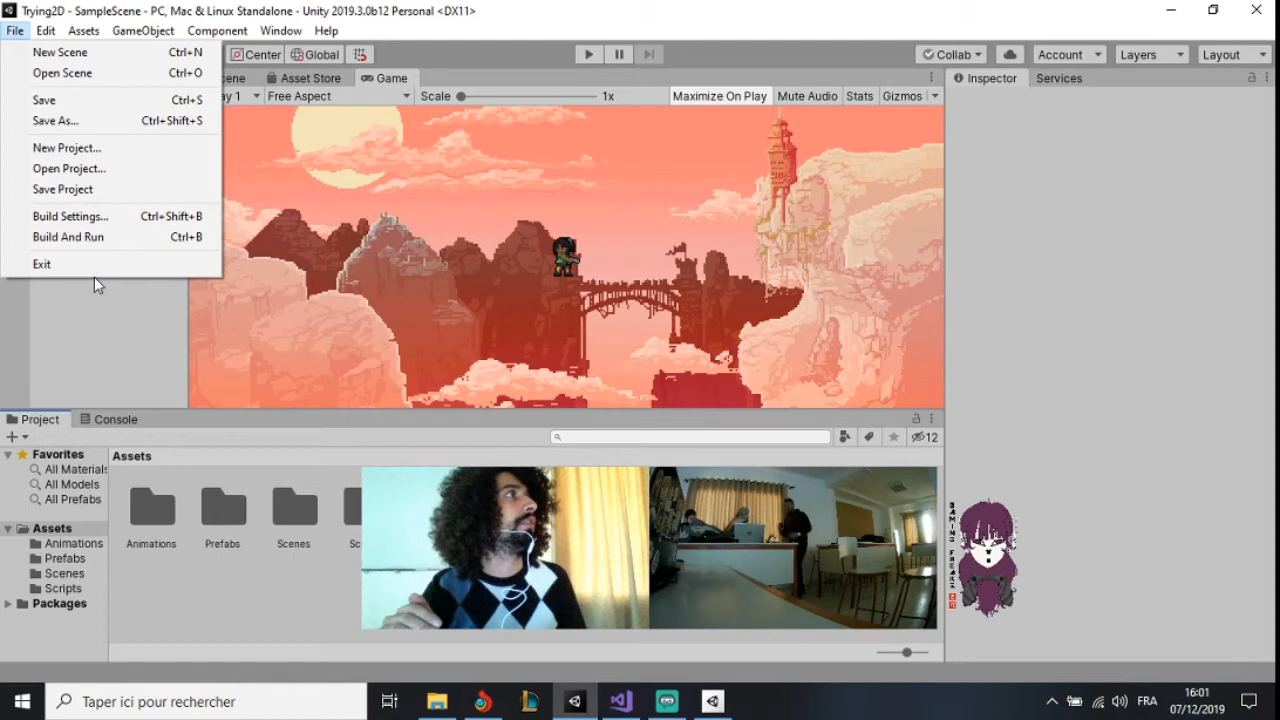 Trying2D - SampleScene - PC, Mac & Linux Standalone - Unity 2019.3.0b12 Personal <DX11>
File Edit Assets GameObject Component Window Help
New Scene Ctrl+N
Open Scene Ctrl+O
Save Ctrl+S
Save As... Ctrl+Shift+S
New Project...
Open Project...
Save Project
Build Settings... Ctrl+Shift+B
Build And Run Ctrl+B
Exit
Center Global Collab Account Layers Layout
cene Asset Store Game Inspector Services
ay 1 Free Aspect Scale 1x Maximize On Play Mute Audio Stats Gizmos
Project Console
12
Favorites
All Materials
All Models
All Prefabs
Assets
Animations
Prefabs
Scenes
Scripts
Packages
Assets
Animations Prefabs Scenes Sc
Taper ici pour rechercher
FRA
16:01
07/12/2019